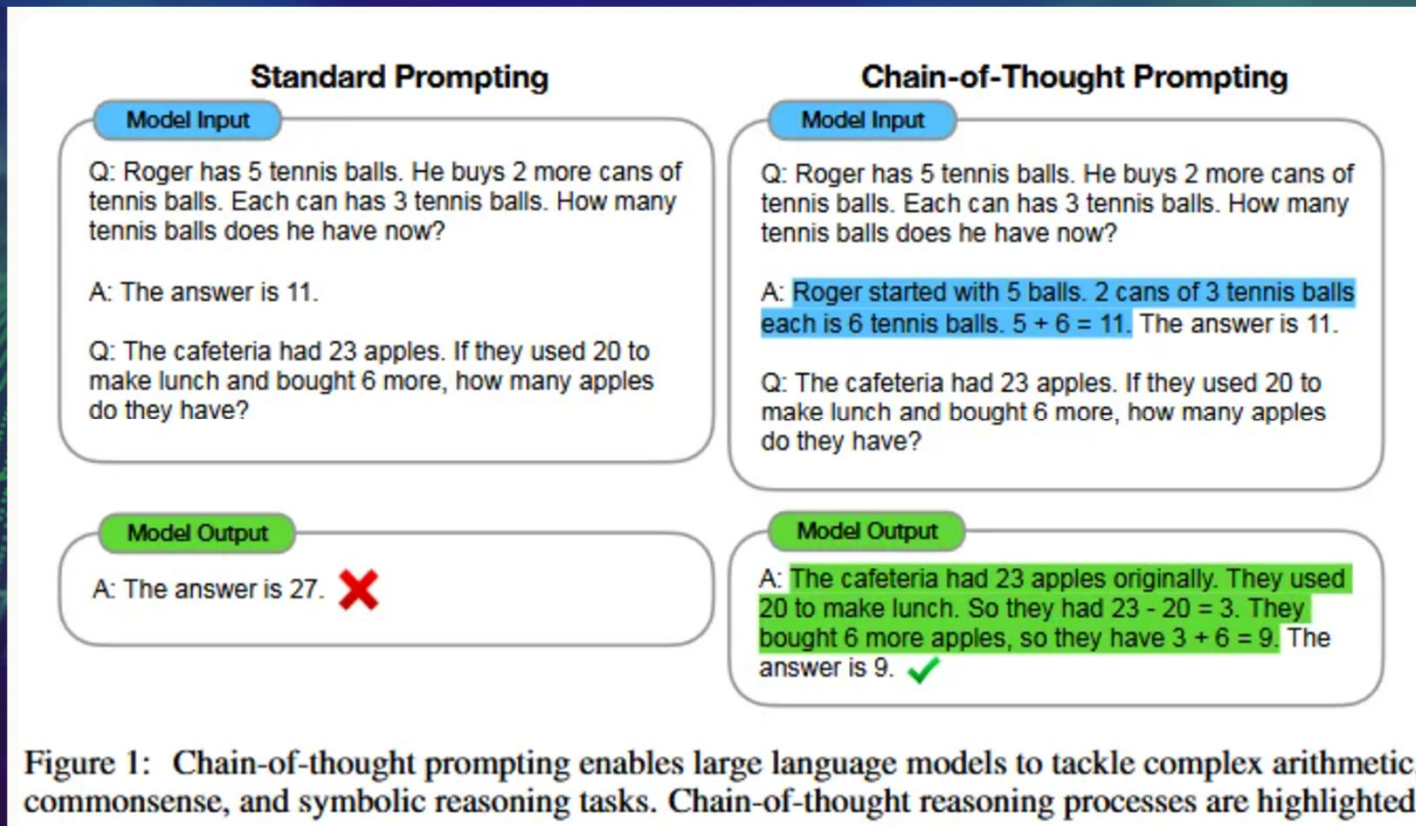 Standard Prompting
Model Input
Q: Roger has 5 tennis balls. He buys 2 more cans of
tennis balls. Each can has 3 tennis balls. How many
tennis balls does he have now?
A: The answer is 11.
Q: The cafeteria had 23 apples. If they used 20 to
make lunch and bought 6 more, how many apples
do they have?
Model Output
A: The answer is 27.
Chain-of-Thought Prompting
Model Input
Q: Roger has 5 tennis balls. He buys 2 more cans of
tennis balls. Each can has 3 tennis balls. How many
tennis balls does he have now?
A: Roger started with 5 balls. 2 cans of 3 tennis balls
each is 6 tennis balls. 5 + 6 = 11. The answer is 11.
Q: The cafeteria had 23 apples. If they used 20 to
make lunch and bought 6 more, how many apples
do they have?
Model Output
A: The cafeteria had 23 apples originally. They used
20 to make lunch. So they had 23 - 20 = 3. They
bought 6 more apples, so they have 3 + 6 = 9. The
answer is 9.
Figure 1: Chain-of-thought prompting enables large language models to tackle complex arithmetic,
commonsense, and symbolic reasoning tasks. Chain-of-thought reasoning processes are highlighted